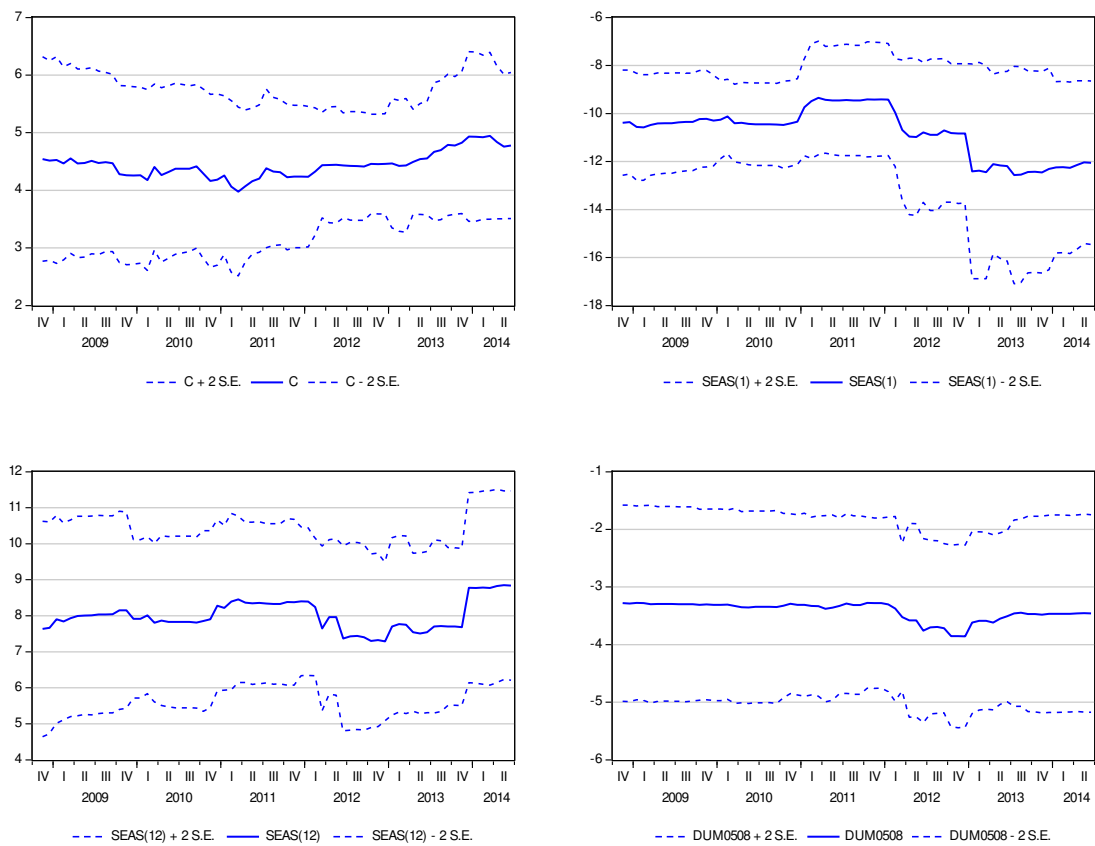 7
6
5
4
3
2
IV I II III IV I II III IV I II III IV I II III IV I II III IV I II
2009 2010 2011 2012 2013 2014
C + 2 S.E. C C - 2 S.E.
-6
-8
-10
-12
-14
-16
-18
IV I II III IV I II III IV I II III IV I II III IV I II III IV I II
2009 2010 2011 2012 2013 2014
SEAS(1) + 2 S.E. SEAS(1) SEAS(1) - 2 S.E.
12
11
10
9
8
7
6
5
4
IV I II III IV I II III IV I II III IV I II III IV I II III IV I II
2009 2010 2011 2012 2013 2014
SEAS(12) + 2 S.E. SEAS(12) SEAS(12) - 2 S.E.
-1
-2
-3
-4
-5
-6
IV I II III IV I II III IV I II III IV I II III IV I II III IV I II
2009 2010 2011 2012 2013 2014
DUM0508 + 2 S.E. DUM0508 DUM0508 - 2 S.E.